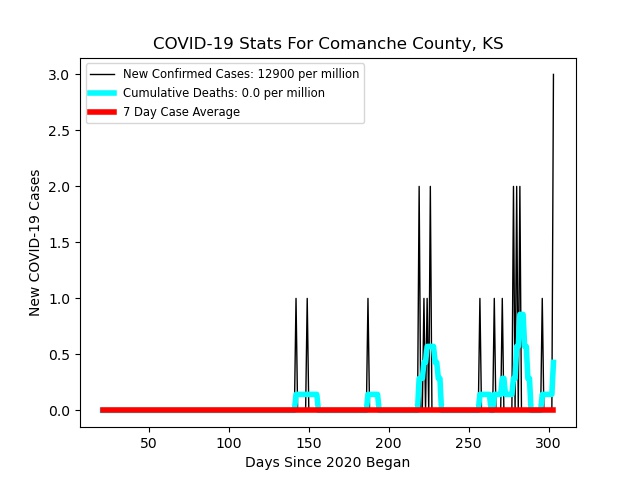 COVID-19 Stats For Comanche County, KS
New Confirmed Cases: 12900 per million
Cumulative Deaths: 0.0 per million
7 Day Case Average
New COVID-19 Cases
3.0
2.5
2.0
1.5
1.0
0.5
0.0
50 100 150 200 250 300
Days Since 2020 Began